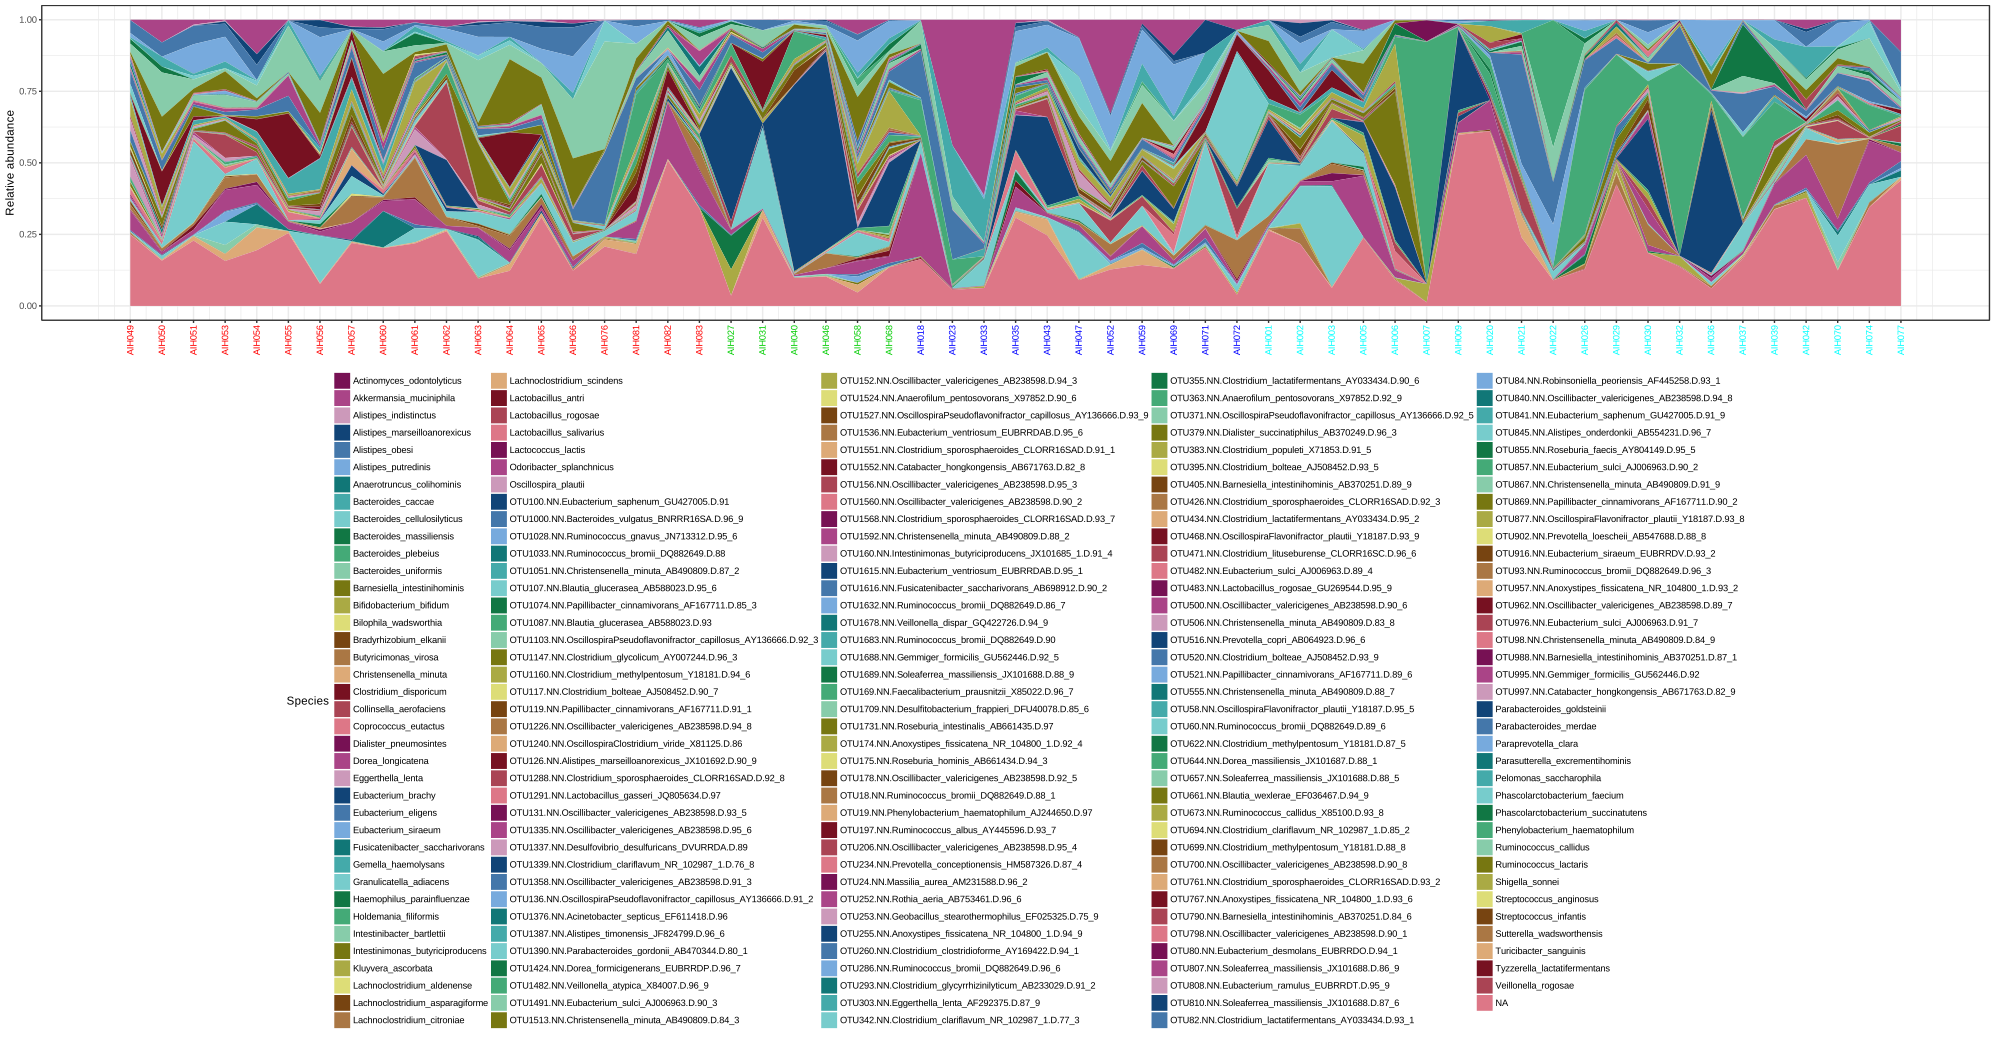 1.00
0.75
0.50
0.25
0.00
Relative abundance
AIH049 AIH050 AIH051 AIH053 AIH054 AIH055 AIH056 AIH057 AIH060 AIH061 AIH062 AIH063 AIH064 AIH065 AIH066 AIH076 AIH081 AIH082 AIH083 AIH027 AIH031 AIH040 AIH046 AIH058 AIH068 AIH018 AIH023 AIH033 AIH035 AIH043 AIH047 AIH052 AIH059 AIH069 AIH071 AIH072 AIH001 AIH002 AIH003 AIH005 AIH006 AIH007 AIH009 AIH020 AIH021 AIH022 AIH026 AIH029 AIH030 AIH032 AIH036 AIH037 AIH039 AIH042 AIH070 AIH074 AIH077
Species
Actinomyces_odontolyticus
Akkermansia_muciniphila
Alistipes_indistinctus
Alistipes_marseilloanorexicus
Alistipes_obesi
Alistipes_putredinis
Anaerotruncus_colihominis
Bacteroides_caccae
Bacteroides_cellulosilyticus
Bacteroides_massiliensis
Bacteroides_plebeius
Bacteroides_uniformis
Barnesiella_intestinihominis
Bifidobacterium_bifidum
Bilophila_wadsworthia
Bradyrhizobium_elkanii
Butyricimonas_virosa
Christensenella_minuta
Clostridium_disporicum
Collinsella_aerofaciens
Coprococcus_eutactus
Dialister_pneumosintes
Dorea_longicatena
Eggerthella_lenta
Eubacterium_brachy
Eubacterium_eligens
Eubacterium_siraeum
Fusicatenibacter_saccharivorans
Gemella_haemolysans
Granulicatella_adiacens
Haemophilus_parainfluenzae
Holdemania_filiformis
Intestinibacter_bartlettii
Intestinimonas_butyriciproducens
Kluyvera_ascorbata
Lachnoclostridium_aldenense
Lachnoclostridium_asparagiforme
Lachnoclostridium_citroniae
Lachnoclostridium_scindens
Lactobacillus_antri
Lactobacillus_rogosae
Lactobacillus_salivarius
Lactococcus_lactis
Odoribacter_splanchnicus
Oscillospira_plautii
OTU100.NN.Eubacterium_saphenum_GU427005.D.91
OTU1000.NN.Bacteroides_vulgatus_BNRRR16SA.D.96_9
OTU1028.NN.Ruminococcus_gnavus_JN713312.D.95_6
OTU1033.NN.Ruminococcus_bromii_DQ882649.D.88
OTU1051.NN.Christensenella_minuta_AB490809.D.87_2
OTU107.NN.Blautia_glucerasea_AB588023.D.95_6
OTU1074.NN.Papillibacter_cinnamivorans_AF167711.D.85_3
OTU1087.NN.Blautia_glucerasea_AB588023.D.93
OTU1103.NN.OscillospiraPseudoflavonifractor_capillosus_AY136666.D.92_3
OTU1147.NN.Clostridium_glycolicum_AY007244.D.96_3
OTU1160.NN.Clostridium_methylpentosum_Y18181.D.94_6
OTU117.NN.Clostridium_bolteae_AJ508452.D.90_7
OTU119.NN.Papillibacter_cinnamivorans_AF167711.D.91_1
OTU1226.NN.Oscillibacter_valericigenes_AB238598.D.94_8
OTU1240.NN.OscillospiraClostridium_viride_X81125.D.86
OTU126.NN.Alistipes_marseilloanorexicus_JX101692.D.90_9
OTU1288.NN.Clostridium_sporosphaeroides_CLORR16SAD.D.92_8
OTU1291.NN.Lactobacillus_gasseri_JQ805634.D.97
OTU131.NN.Oscillibacter_valericigenes_AB238598.D.93_5
OTU1335.NN.Oscillibacter_valericigenes_AB238598.D.95_6
OTU1337.NN.Desulfovibrio_desulfuricans_DVURRDA.D.89
OTU1339.NN.Clostridium_clariflavum_NR_102987_1.D.76_8
OTU1358.NN.Oscillibacter_valericigenes_AB238598.D.91_3
OTU136.NN.OscillospiraPseudoflavonifractor_capillosus_AY136666.D.91_2
OTU1376.NN.Acinetobacter_septicus_EF611418.D.96
OTU1387.NN.Alistipes_timonensis_JF824799.D.96_6
OTU1390.NN.Parabacteroides_gordonii_AB470344.D.80_1
OTU1424.NN.Dorea_formicigenerans_EUBRRDP.D.96_7
OTU1482.NN.Veillonella_atypica_X84007.D.96_9
OTU1491.NN.Eubacterium_sulci_AJ006963.D.90_3
OTU1513.NN.Christensenella_minuta_AB490809.D.84_3
OTU152.NN.Oscillibacter_valericigenes_AB238598.D.94_3
OTU1524.NN.Anaerofilum_pentosovorans_X97852.D.90_6
OTU1527.NN.OscillospiraPseudoflavonifractor_capillosus_AY136666.D.93_9
OTU1536.NN.Eubacterium_ventriosum_EUBRRDAB.D.95_6
OTU1551.NN.Clostridium_sporosphaeroides_CLORR16SAD.D.91_1
OTU1552.NN.Catabacter_hongkongensis_AB671763.D.82_8
OTU156.NN.Oscillibacter_valericigenes_AB238598.D.95_3
OTU1560.NN.Oscillibacter_valericigenes_AB238598.D.90_2
OTU1568.NN.Clostridium_sporosphaeroides_CLORR16SAD.D.93_7
OTU1592.NN.Christensenella_minuta_AB490809.D.88_2
OTU160.NN.Intestinimonas_butyriciproducens_JX101685_1.D.91_4
OTU1615.NN.Eubacterium_ventriosum_EUBRRDAB.D.95_1
OTU1616.NN.Fusicatenibacter_saccharivorans_AB698912.D.90_2
OTU1632.NN.Ruminococcus_bromii_DQ882649.D.86_7
OTU1678.NN.Veillonella_dispar_GQ422726.D.94_9
OTU1683.NN.Ruminococcus_bromii_DQ882649.D.90
OTU1688.NN.Gemmiger_formicilis_GU562446.D.92_5
OTU1689.NN.Soleaferrea_massiliensis_JX101688.D.88_9
OTU169.NN.Faecalibacterium_prausnitzii_X85022.D.96_7
OTU1709.NN.Desulfitobacterium_frappieri_DFU40078.D.85_6
OTU1731.NN.Roseburia_intestinalis_AB661435.D.97
OTU174.NN.Anoxystipes_fissicatena_NR_104800_1.D.92_4
OTU175.NN.Roseburia_hominis_AB661434.D.94_3
OTU178.NN.Oscillibacter_valericigenes_AB238598.D.92_5
OTU18.NN.Ruminococcus_bromii_DQ882649.D.88_1
OTU19.NN.Phenylobacterium_haematophilum_AJ244650.D.97
OTU197.NN.Ruminococcus_albus_AY445596.D.93_7
OTU206.NN.Oscillibacter_valericigenes_AB238598.D.95_4
OTU234.NN.Prevotella_conceptionensis_HM587326.D.87_4
OTU24.NN.Massilia_aurea_AM231588.D.96_2
OTU252.NN.Rothia_aeria_AB753461.D.96_6
OTU253.NN.Geobacillus_stearothermophilus_EF025325.D.75_9
OTU255.NN.Anoxystipes_fissicatena_NR_104800_1.D.94_9
OTU260.NN.Clostridium_clostridioforme_AY169422.D.94_1
OTU286.NN.Ruminococcus_bromii_DQ882649.D.96_6
OTU293.NN.Clostridium_glycyrrhizinilyticum_AB233029.D.91_2
OTU303.NN.Eggerthella_lenta_AF292375.D.87_9
OTU342.NN.Clostridium_clariflavum_NR_102987_1.D.77_3
OTU355.NN.Clostridium_lactatifermentans_AY033434.D.90_6
OTU363.NN.Anaerofilum_pentosovorans_X97852.D.92_9
OTU371.NN.OscillospiraPseudoflavonifractor_capillosus_AY136666.D.92_5
OTU379.NN.Dialister_succinatiphilus_AB370249.D.96_3
OTU383.NN.Clostridium_populeti_X71853.D.91_5
OTU395.NN.Clostridium_bolteae_AJ508452.D.93_5
OTU405.NN.Barnesiella_intestinihominis_AB370251.D.89_9
OTU426.NN.Clostridium_sporosphaeroides_CLORR16SAD.D.92_3
OTU434.NN.Clostridium_lactatifermentans_AY033434.D.95_2
OTU468.NN.OscillospiraFlavonifractor_plautii_Y18187.D.93_9
OTU471.NN.Clostridium_lituseburense_CLORR16SC.D.96_6
OTU482.NN.Eubacterium_sulci_AJ006963.D.89_4
OTU483.NN.Lactobacillus_rogosae_GU269544.D.95_9
OTU500.NN.Oscillibacter_valericigenes_AB238598.D.90_6
OTU506.NN.Christensenella_minuta_AB490809.D.83_8
OTU516.NN.Prevotella_copri_AB064923.D.96_6
OTU520.NN.Clostridium_bolteae_AJ508452.D.93_9
OTU521.NN.Papillibacter_cinnamivorans_AF167711.D.89_6
OTU555.NN.Christensenella_minuta_AB490809.D.88_7
OTU58.NN.OscillospiraFlavonifractor_plautii_Y18187.D.95_5
OTU60.NN.Ruminococcus_bromii_DQ882649.D.89_6
OTU622.NN.Clostridium_methylpentosum_Y18181.D.87_5
OTU644.NN.Dorea_massiliensis_JX101687.D.88_1
OTU657.NN.Soleaferrea_massiliensis_JX101688.D.88_5
OTU661.NN.Blautia_wexlerae_EF036467.D.94_9
OTU673.NN.Ruminococcus_callidus_X85100.D.93_8
OTU694.NN.Clostridium_clariflavum_NR_102987_1.D.85_2
OTU699.NN.Clostridium_methylpentosum_Y18181.D.88_8
OTU700.NN.Oscillibacter_valericigenes_AB238598.D.90_8
OTU761.NN.Clostridium_sporosphaeroides_CLORR16SAD.D.93_2
OTU767.NN.Anoxystipes_fissicatena_NR_104800_1.D.93_6
OTU790.NN.Barnesiella_intestinihominis_AB370251.D.84_6
OTU798.NN.Oscillibacter_valericigenes_AB238598.D.90_1
OTU80.NN.Eubacterium_desmolans_EUBRRDO.D.94_1
OTU807.NN.Soleaferrea_massiliensis_JX101688.D.86_9
OTU808.NN.Eubacterium_ramulus_EUBRRDT.D.95_9
OTU810.NN.Soleaferrea_massiliensis_JX101688.D.87_6
OTU82.NN.Clostridium_lactatifermentans_AY033434.D.93_1
OTU84.NN.Robinsoniella_peoriensis_AF445258.D.93_1
OTU840.NN.Oscillibacter_valericigenes_AB238598.D.94_8
OTU841.NN.Eubacterium_saphenum_GU427005.D.91_9
OTU845.NN.Alistipes_onderdonkii_AB554231.D.96_7
OTU855.NN.Roseburia_faecis_AY804149.D.95_5
OTU857.NN.Eubacterium_sulci_AJ006963.D.90_2
OTU867.NN.Christensenella_minuta_AB490809.D.91_9
OTU869.NN.Papillibacter_cinnamivorans_AF167711.D.90_2
OTU877.NN.OscillospiraFlavonifractor_plautii_Y18187.D.93_8
OTU902.NN.Prevotella_loescheii_AB547688.D.88_8
OTU916.NN.Eubacterium_siraeum_EUBRRDV.D.93_2
OTU93.NN.Ruminococcus_bromii_DQ882649.D.96_3
OTU957.NN.Anoxystipes_fissicatena_NR_104800_1.D.93_2
OTU962.NN.Oscillibacter_valericigenes_AB238598.D.89_7
OTU976.NN.Eubacterium_sulci_AJ006963.D.91_7
OTU98.NN.Christensenella_minuta_AB490809.D.84_9
OTU988.NN.Barnesiella_intestinihominis_AB370251.D.87_1
OTU995.NN.Gemmiger_formicilis_GU562446.D.92
OTU997.NN.Catabacter_hongkongensis_AB671763.D.82_9
Parabacteroides_goldsteinii
Parabacteroides_merdae
Paraprevotella_clara
Parasutterella_excrementihominis
Pelomonas_saccharophila
Phascolarctobacterium_faecium
Phascolarctobacterium_succinatutens
Phenylobacterium_haematophilum
Ruminococcus_callidus
Ruminococcus_lactaris
Shigella_sonnei
Streptococcus_anginosus
Streptococcus_infantis
Sutterella_wadsworthensis
Turicibacter_sanguinis
Tyzzerella_lactatifermentans
Veillonella_rogosae
NA